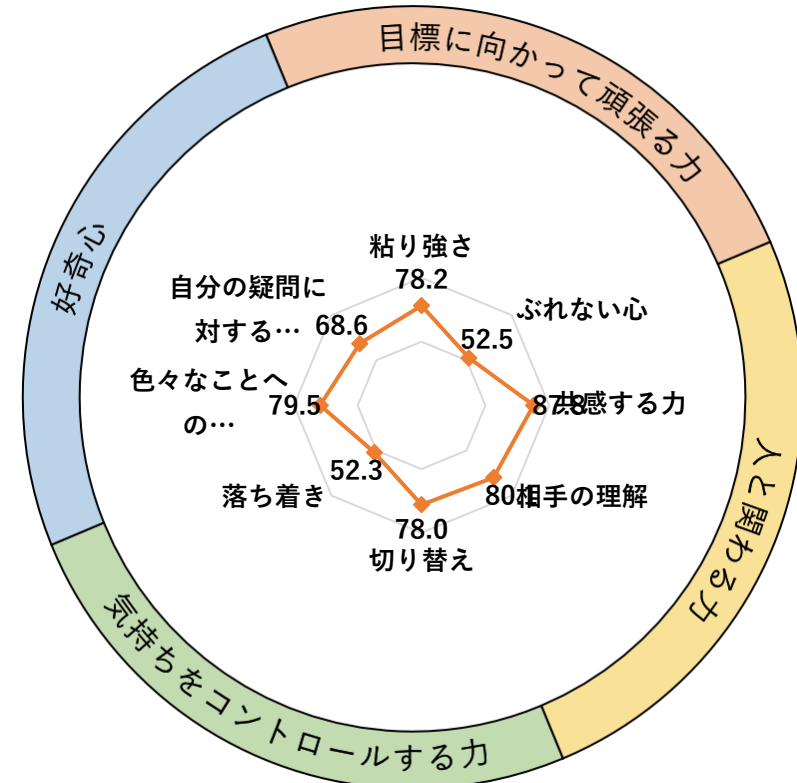 目標に向かって頑張る力
人と関わる力
気持ちをコントロールする力
好奇心
粘り強さ
78.2
ぶれない心
52.5
共感する力
87.8
相手の理解
80.
切り替え
78.0
落ち着き
52.3
色々なことへ
の…
79.5
自分の疑問に
対する…
68.6